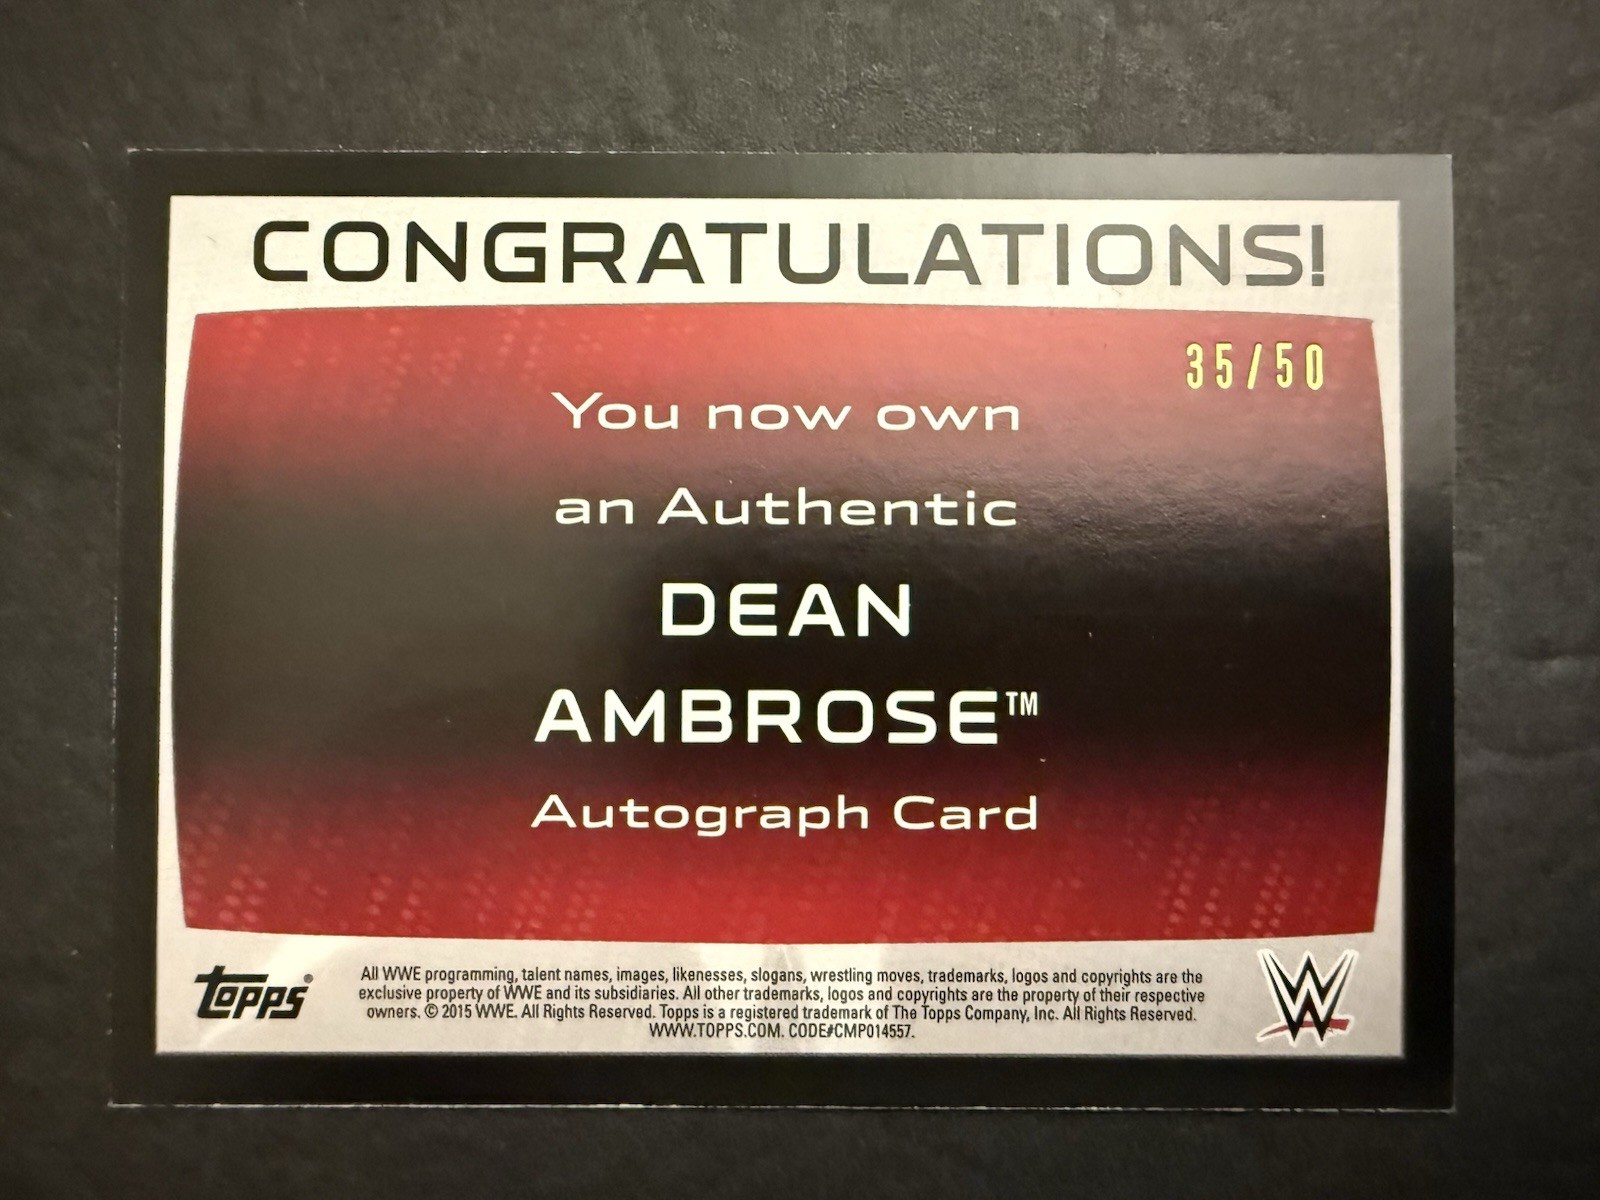 CONGRATULATIONS!
35/50
You now own
an Authentic
DEAN
AMBROSE™
Autograph Card
topps®
All WWE programming, talent names, images, likenesses, slogans, wrestling moves, trademarks, logos and copyrights are the
exclusive property of WWE and its subsidiaries. All other trademarks, logos and copyrights are the property of their respective
owners. © 2015 WWE. All Rights Reserved. Topps is a registered trademark of The Topps Company, Inc. All Rights Reserved.
WWW.TOPPS.COM. CODE#CMP014557.
W